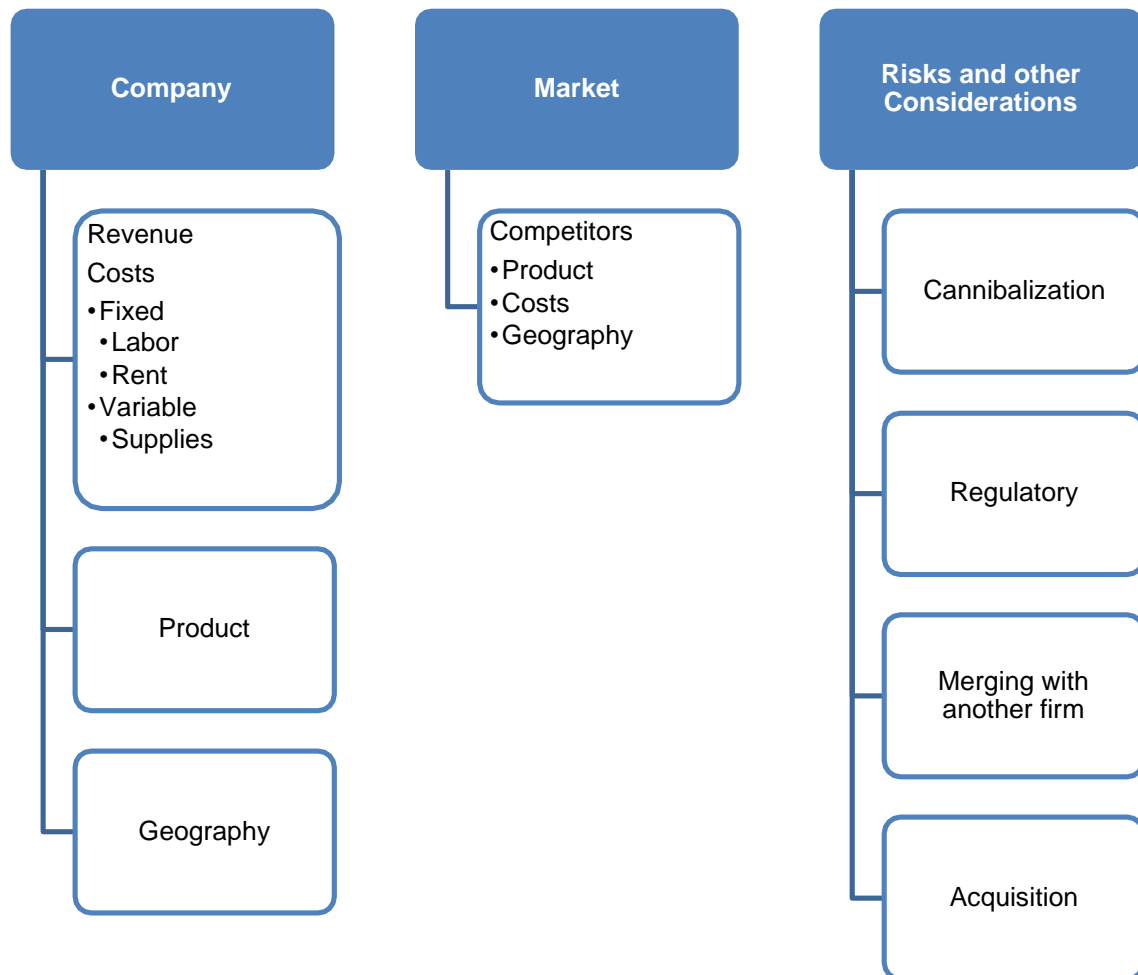 Company
Revenue
Costs
•Fixed
•Labor
•Rent
•Variable
•Supplies
Product
Geography
Market
Competitors
•Product
•Costs
•Geography
Risks and other
Considerations
Cannibalization
Regulatory
Merging with
another firm
Acquisition